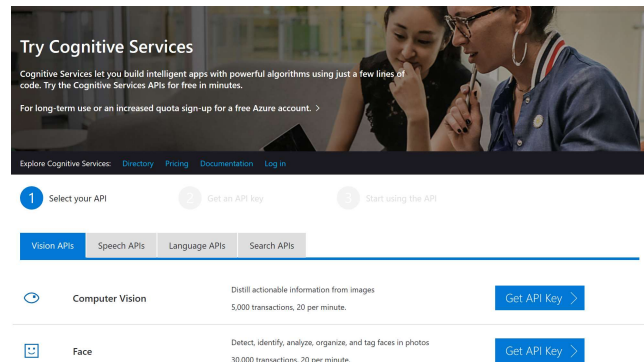 Try Cognitive Services
Cognitive Services let you build intelligent apps with powerful algorithms using just a few lines of
code. Try the Cognitive Services APIs for free in minutes.
For long-term use or an increased quota sign-up for a free Azure account. >
Explore Cognitive Services: Directory Pricing Documentation Log in
1 Select your API 2 Get an API key 3 Start using the API
Vision APIs Speech APIs Language APIs Search APIs
Computer Vision
Distill actionable information from images
5,000 transactions, 20 per minute.
Get API Key >
Face
Detect, identify, analyze, organize, and tag faces in photos
30,000 transactions, 20 per minute.
Get API Key >